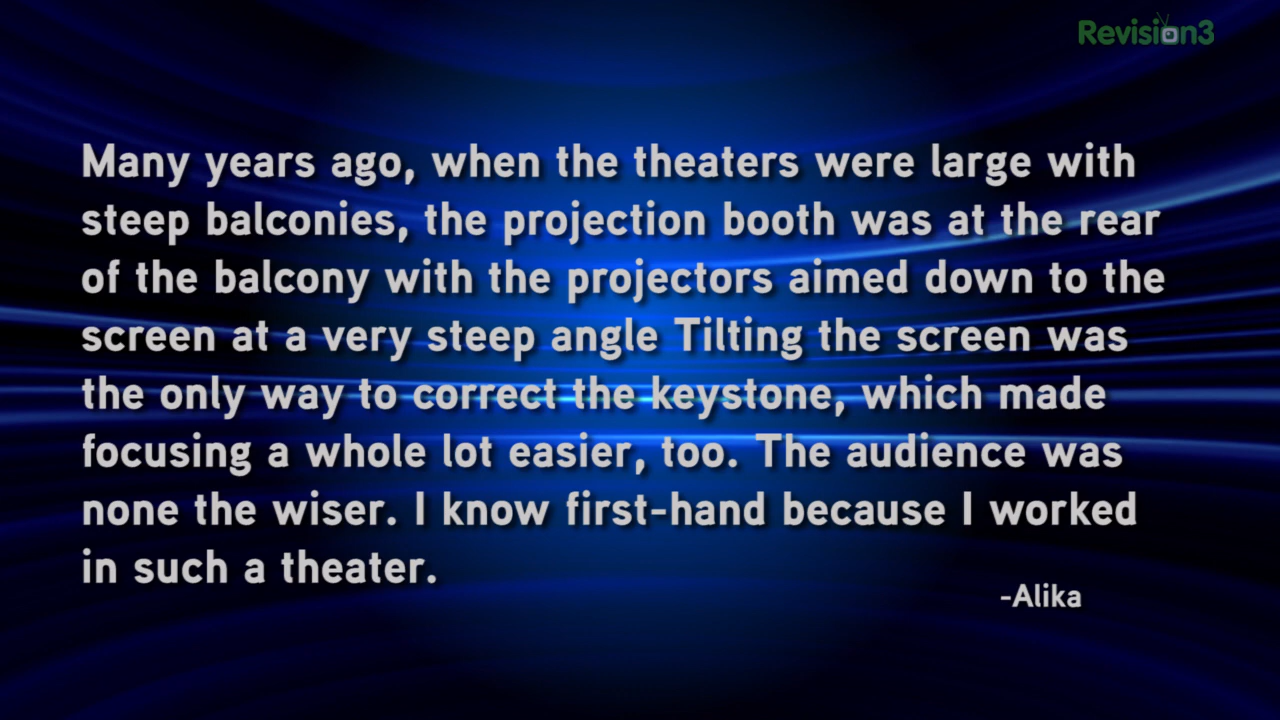 Revision3
Many years ago, when the theaters were large with
steep balconies, the projection booth was at the rear
of the balcony with the projectors aimed down to the
screen at a very steep angle Tilting the screen was
the only way to correct the keystone, which made
focusing a whole lot easier, too. The audience was
none the wiser. I know first-hand because I worked
in such a theater.
-Alika